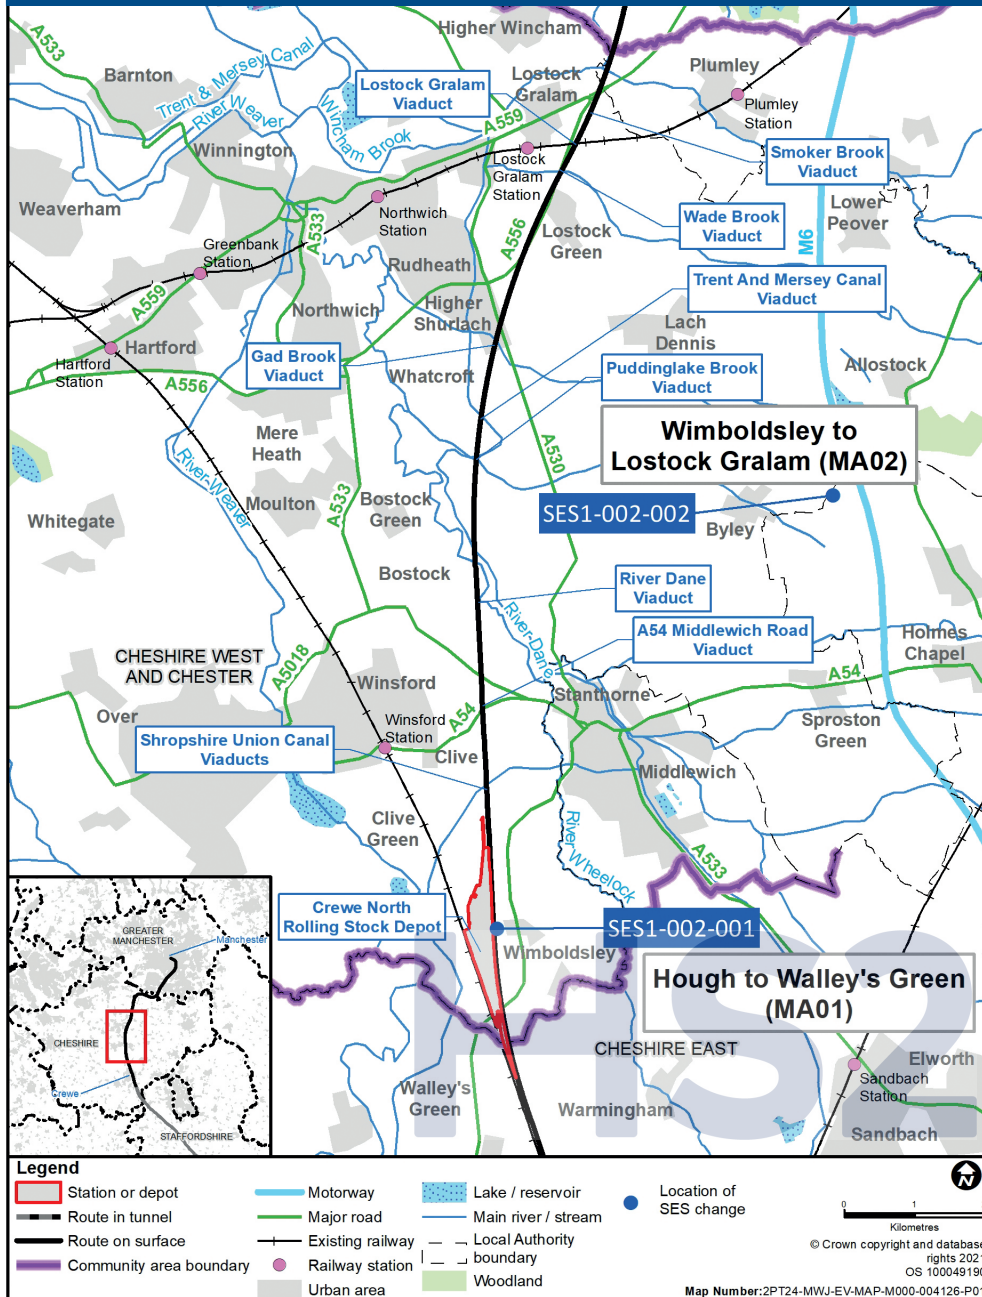 A533
Barnton
Trent & Mersey Canal
River Weaver
Wincham Brook
Winnington
Higher Wincham
Lostock Gralam
Viaduct
Lostock
Gralam
Plumley
Plumley
Station
A559
Lostock
Gralam
Station
Smoker Brook
Viaduct
Lower
Peover
M6
Weaverham
Northwich
Station
Greenbank
Station
A533
A556
Lostock
Green
Wade Brook
Viaduct
Rudheath
Trent And Mersey Canal
Viaduct
A559
Northwich
Higher
Shurlach
Lach
Dennis
Hartford
Hartford
Station
A556
Gad Brook
Viaduct
Whatcroft
Puddinglake Brook
Viaduct
Allostock
Wimboldsley to
Lostock Gralam (MA02)
Mere
Heath
A530
River-Weaver
Moulton
A533
Bostock
Green
Whitegate
SES1-002-002
Byley
Bostock
River Dane
Viaduct
River-Dane
A54 Middlewich Road
Viaduct
Holmes
Chapel
CHESHIRE WEST
AND CHESTER
A5018
Winsford
Stanthorne
A54
Over
Winsford
Station
A54
Sproston
Green
Shropshire Union Canal
Viaducts
Clive
Middlewich
Clive
Green
River Wheelock
A533
Crewe North
Rolling Stock Depot
SES1-002-001
Wimboldsley
Hough to Walley's Green
(MA01)
HS2
CHESHIRE EAST
Walley's
Green
Warmingham
Elworth
Sandbach
Station
Sandbach
GREATER
MANCHESTER
Manchester
CHESHIRE
Crewe
STAFFORDSHIRE
Legend
Station or depot
Route in tunnel
Route on surface
Community area boundary
Motorway
Major road
Existing railway
Railway station
Urban area
Lake / reservoir
Main river / stream
Local Authority
boundary
Woodland
Location of
SES change
N
0 1
Kilometres
© Crown copyright and database
rights 2021
OS 100049190
Map Number:2PT24-MWJ-EV-MAP-M000-004126-P01